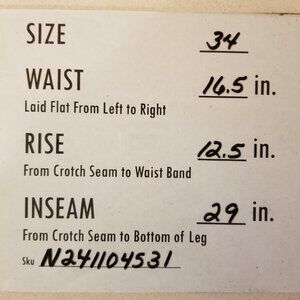 SIZE 34
WAIST 16.5 in.
Laid Flat From Left to Right
RISE 12.5 in.
From Crotch Seam to Waist Band
INSEAM 29 in.
From Crotch Seam to Bottom of Leg
Sku N241104531